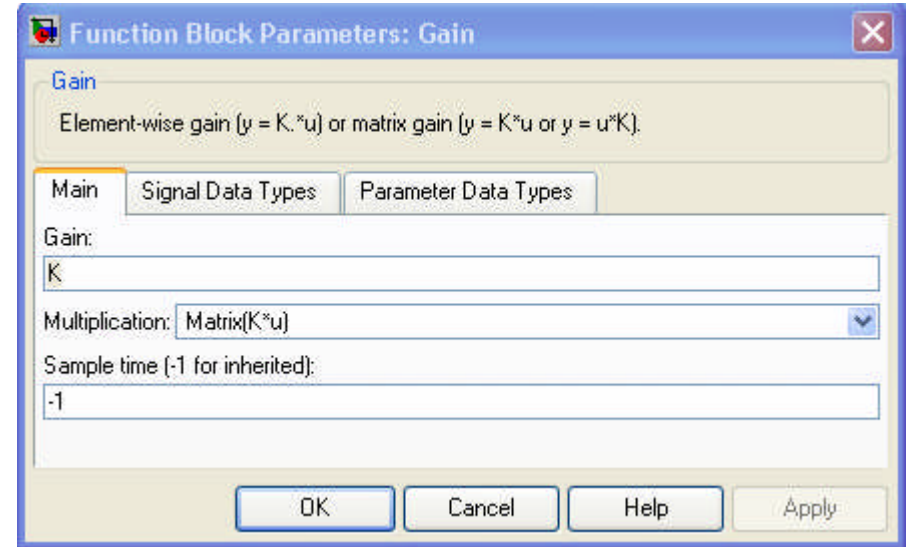 Function Block Parameters: Gain
Gain
Element-wise gain (y = K.*u) or matrix gain (y = K*u or y = u*K).
Main Signal Data Types Parameter Data Types
Gain:
K
Multiplication: Matrix(K*u)
Sample time (-1 for inherited):
-1
OK Cancel Help Apply